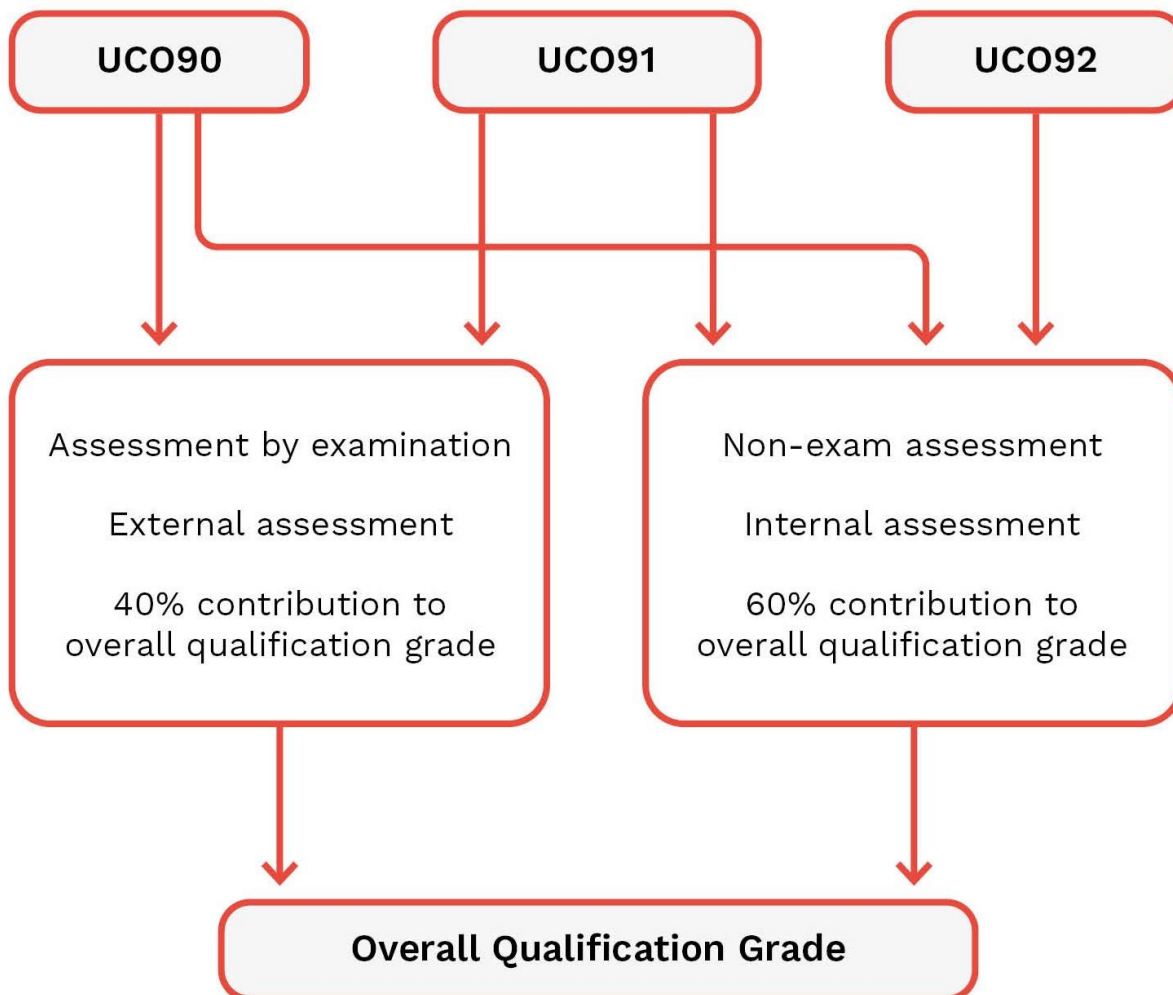 UCO90
UCO91
UCO92
Assessment by examination
External assessment
40% contribution to
overall qualification grade
Non-exam assessment
Internal assessment
60% contribution to
overall qualification grade
Overall Qualification Grade